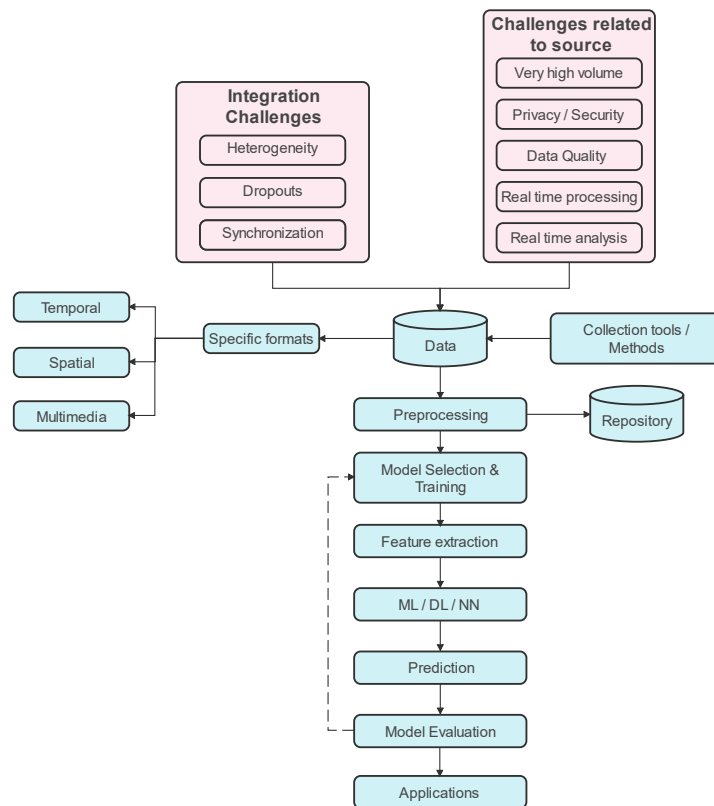 Challenges related
to source
Very high volume
Privacy / Security
Data Quality
Real time processing
Real time analysis
Integration
Challenges
Heterogeneity
Dropouts
Synchronization
Temporal
Spatial
Multimedia
Specific formats
Data
Collection tools /
Methods
Preprocessing
Repository
Model Selection &
Training
Feature extraction
ML / DL / NN
Prediction
Model Evaluation
Applications